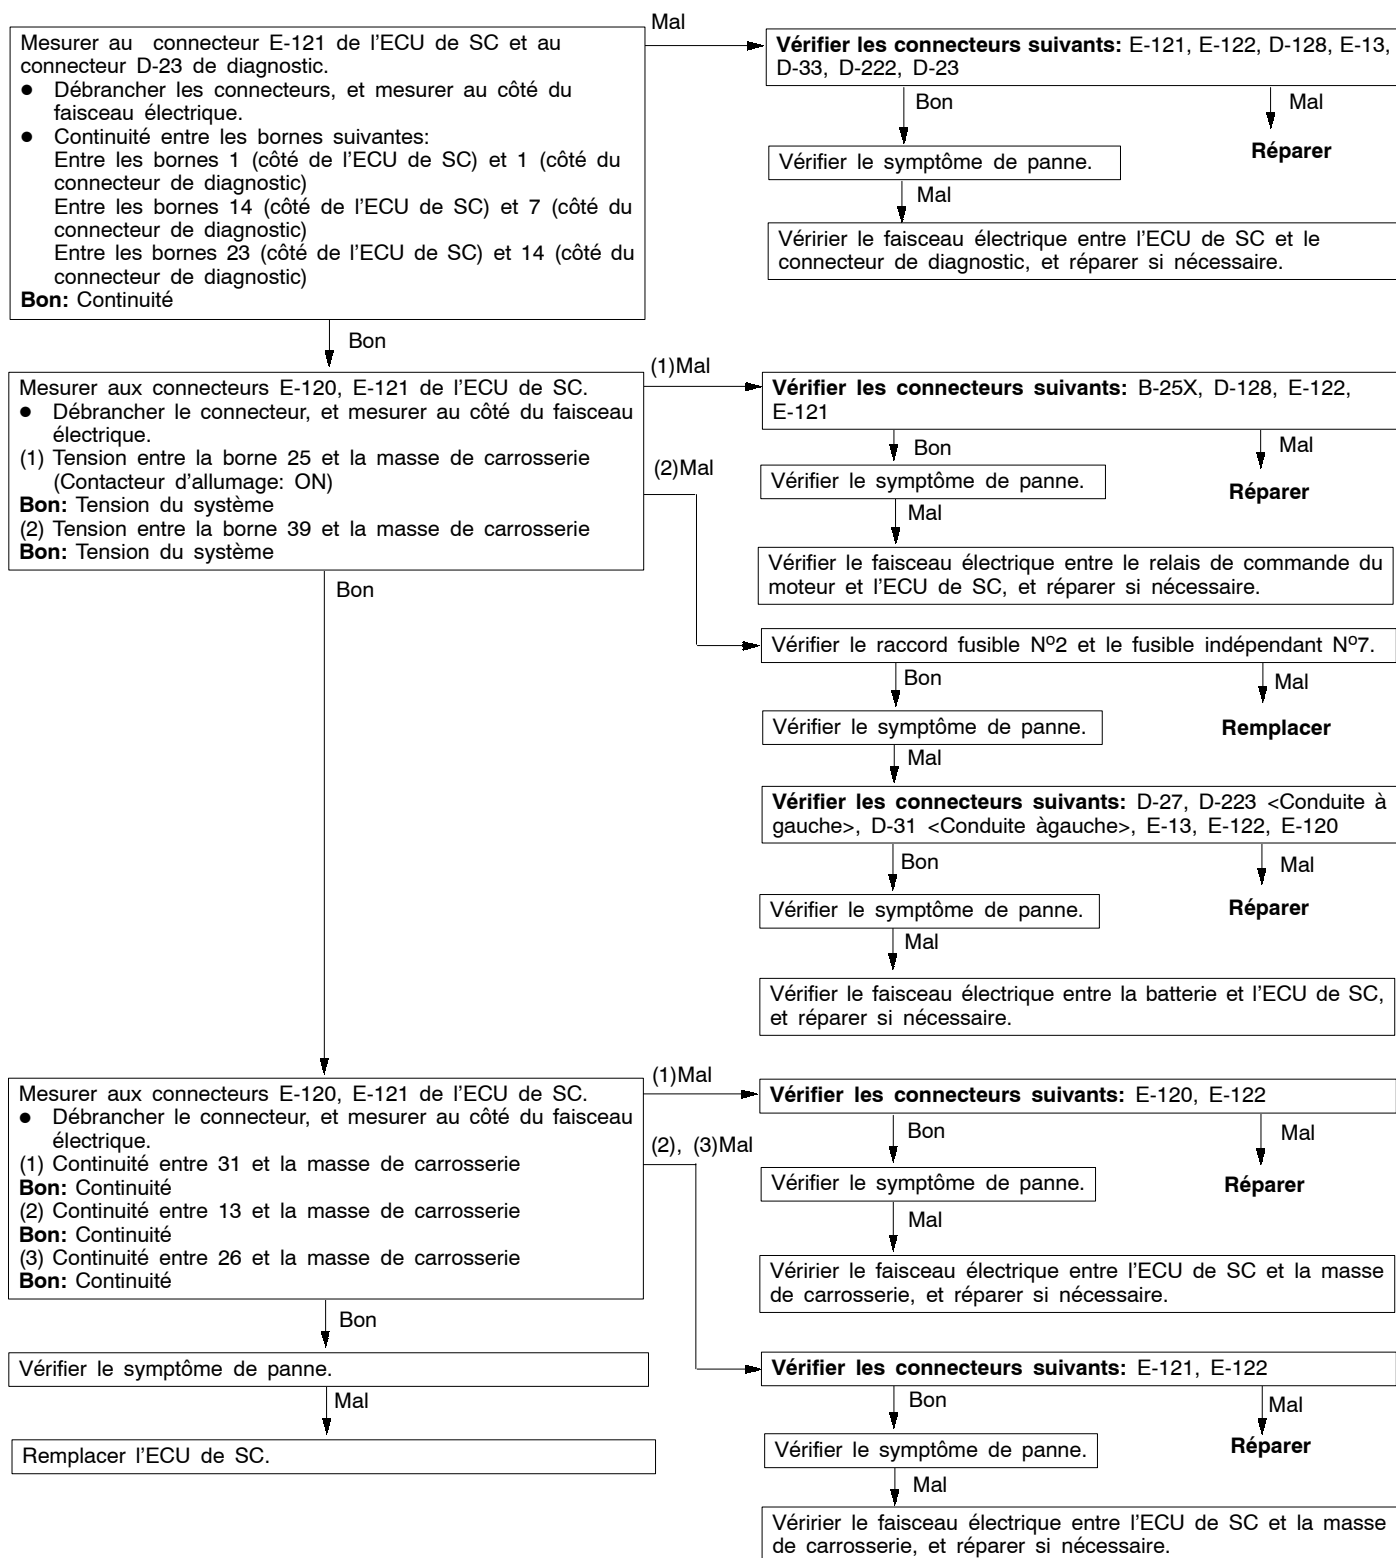 Mal
Mesurer au connecteur E-121 de l'ECU de SC et au
connecteur D-23 de diagnostic.
● Débrancher les connecteurs, et mesurer au côté du
faisceau électrique.
● Continuité entre les bornes suivantes:
Entre les bornes 1 (côté de l'ECU de SC) et 1 (côté du
connecteur de diagnostic)
Entre les bornes 14 (côté de l'ECU de SC) et 7 (côté du
connecteur de diagnostic)
Entre les bornes 23 (côté de l'ECU de SC) et 14 (côté du
connecteur de diagnostic)
Bon: Continuité
Vérifier les connecteurs suivants: E-121, E-122, D-128, E-13,
D-33, D-222, D-23
Bon
Mal
Vérifier le symptôme de panne.
Réparer
Mal
Véririer le faisceau électrique entre l'ECU de SC et le
connecteur de diagnostic, et réparer si nécessaire.
Bon
(1)Mal
Mesurer aux connecteurs E-120, E-121 de l'ECU de SC.
● Débrancher le connecteur, et mesurer au côté du faisceau
électrique.
(1) Tension entre la borne 25 et la masse de carrosserie
(Contacteur d'allumage: ON)
Bon: Tension du système
(2) Tension entre la borne 39 et la masse de carrosserie
Bon: Tension du système
(2)Mal
Vérifier les connecteurs suivants: B-25X, D-128, E-122,
E-121
Bon
Mal
Vérifier le symptôme de panne.
Réparer
Mal
Vérifier le faisceau électrique entre le relais de commande du
moteur et l'ECU de SC, et réparer si nécessaire.
Bon
Vérifier le raccord fusible Nº2 et le fusible indépendant Nº7.
Bon
Mal
Vérifier le symptôme de panne.
Remplacer
Mal
Vérifier les connecteurs suivants: D-27, D-223 <Conduite à
gauche>, D-31 <Conduite àgauche>, E-13, E-122, E-120
Bon
Mal
Vérifier le symptôme de panne.
Réparer
Mal
Vérifier le faisceau électrique entre la batterie et l'ECU de SC,
et réparer si nécessaire.
(1)Mal
Mesurer aux connecteurs E-120, E-121 de l'ECU de SC.
● Débrancher le connecteur, et mesurer au côté du faisceau
électrique.
(1) Continuité entre 31 et la masse de carrosserie
Bon: Continuité
(2) Continuité entre 13 et la masse de carrosserie
Bon: Continuité
(3) Continuité entre 26 et la masse de carrosserie
Bon: Continuité
(2), (3)Mal
Vérifier les connecteurs suivants: E-120, E-122
Bon
Mal
Vérifier le symptôme de panne.
Réparer
Mal
Véririer le faisceau électrique entre l'ECU de SC et la masse
de carrosserie, et réparer si nécessaire.
Bon
Vérifier le symptôme de panne.
Mal
Remplacer l'ECU de SC.
Vérifier les connecteurs suivants: E-121, E-122
Bon
Mal
Vérifier le symptôme de panne.
Réparer
Mal
Véririer le faisceau électrique entre l'ECU de SC et la masse
de carrosserie, et réparer si nécessaire.